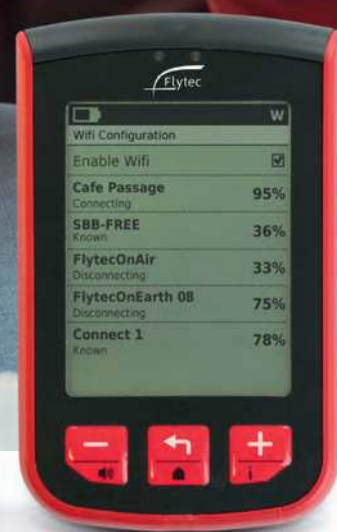 Flytec
W
Wifi Configuration
Enable Wifi
Cafe Passage 95%
Connecting
SBB-FREE 36%
Known
FlytecOnAir 33%
Disconnecting
FlytecOnEarth 08 75%
Disconnecting
Connect 1 78%
Known
− +
i